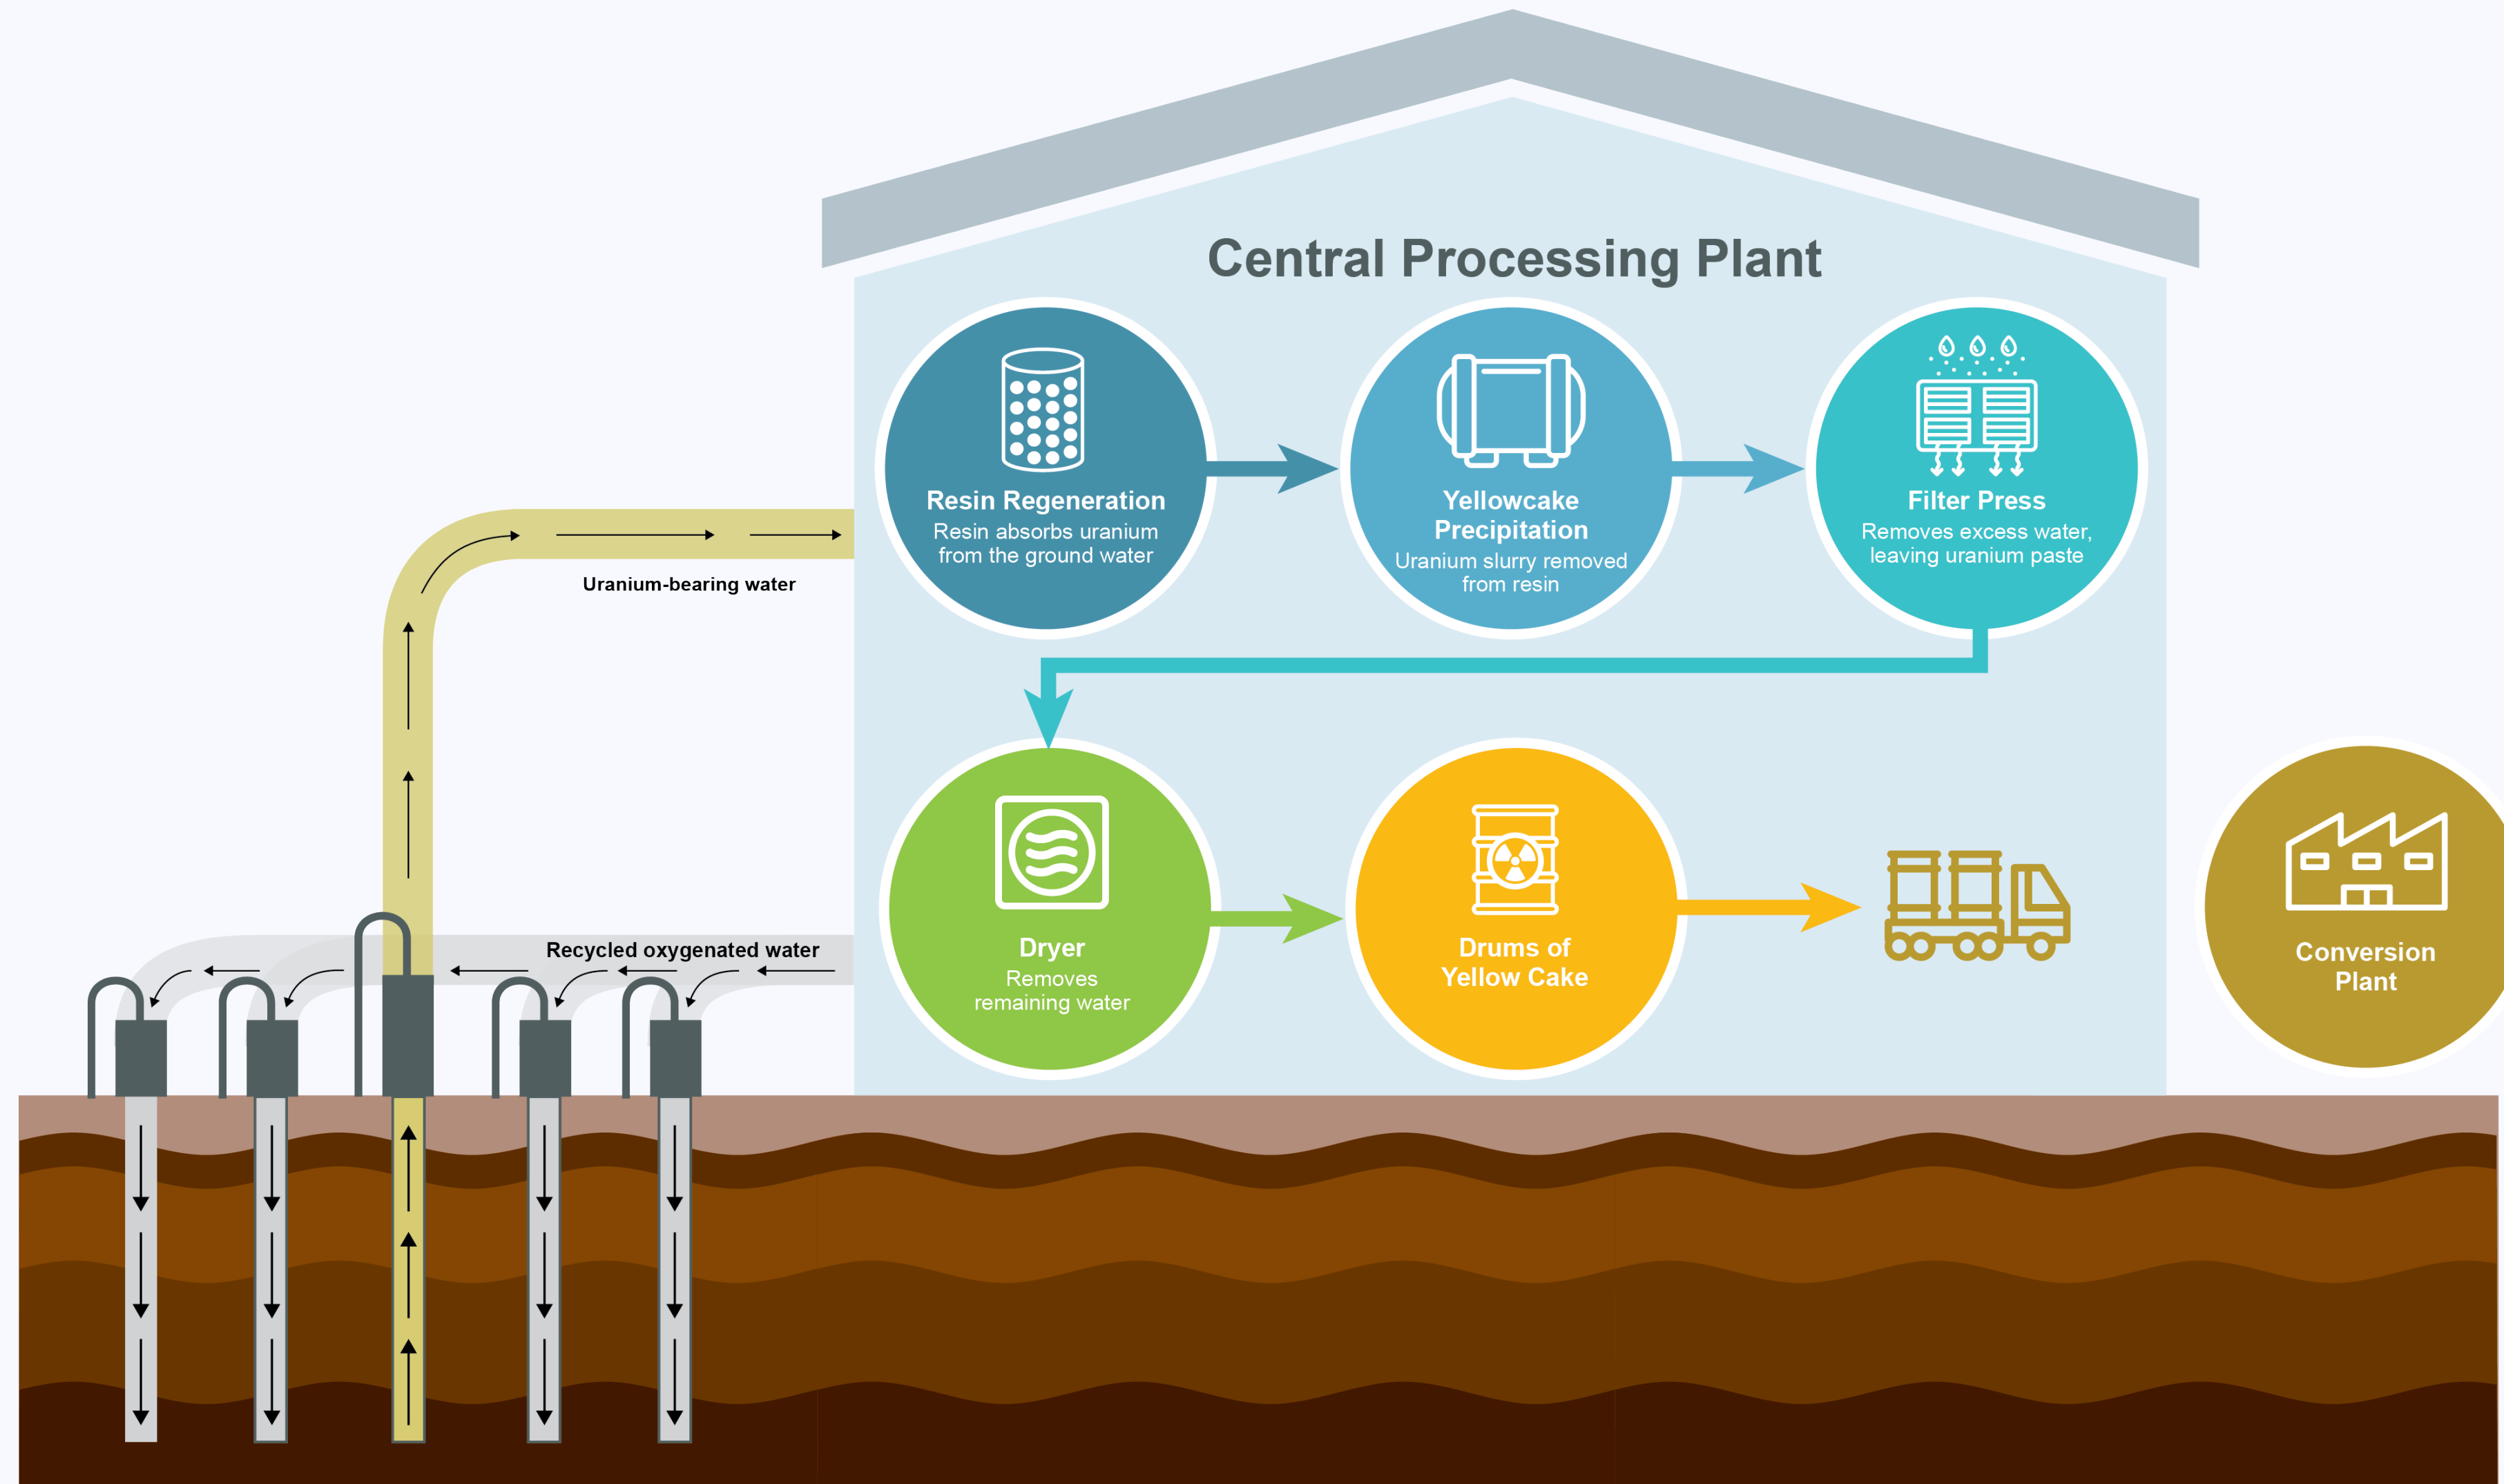 Central Processing Plant
Resin Regeneration
Resin absorbs uranium
from the ground water
Yellowcake
Precipitation
Uranium slurry removed
from resin
Filter Press
Removes excess water,
leaving uranium paste
Uranium-bearing water
Recycled oxygenated water
Dryer
Removes
remaining water
Drums of
Yellow Cake
Conversion
Plant